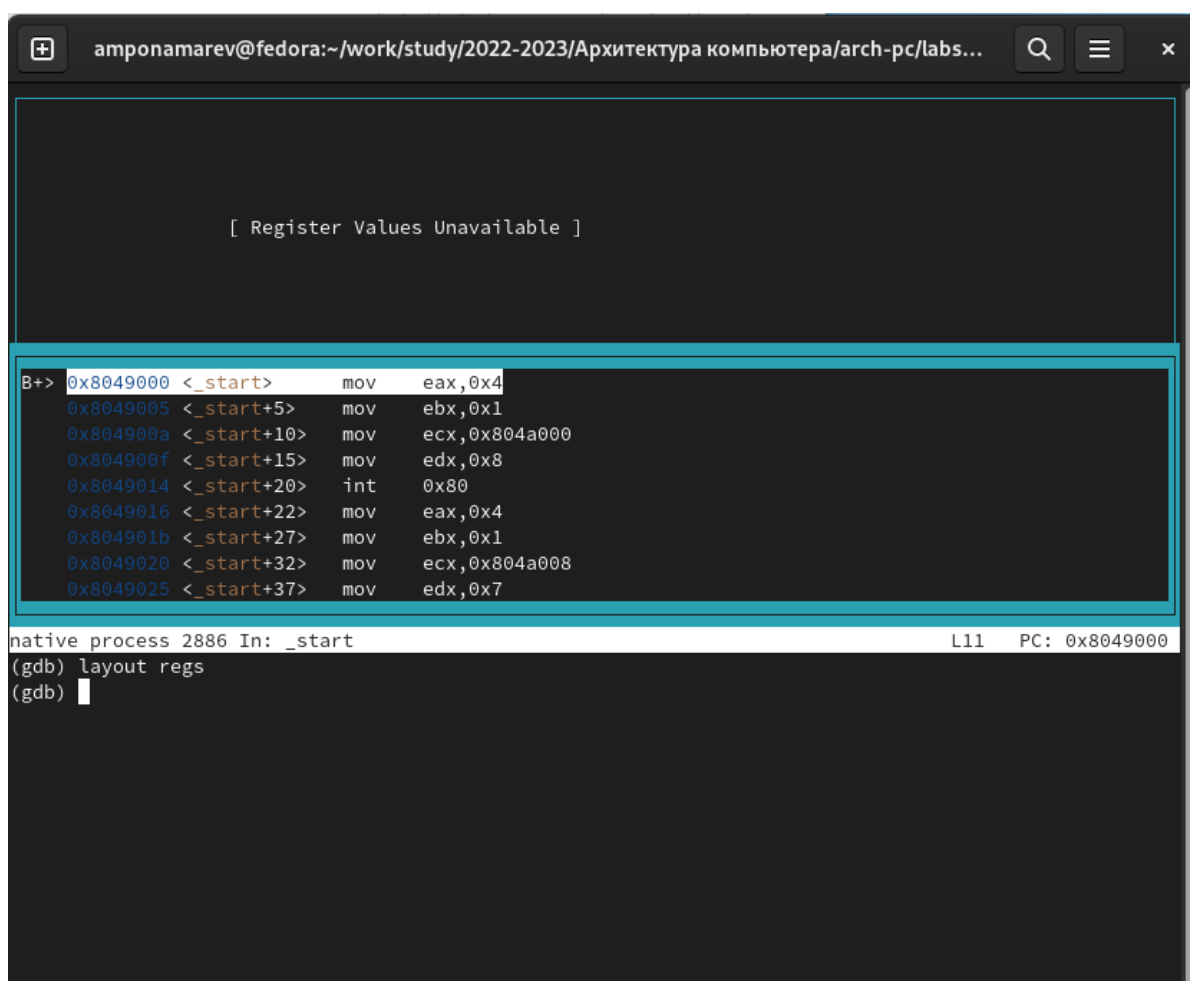 amponamarev@fedora:~/work/study/2022-2023/Архитектура компьютера/arch-pc/labs...
[ Register Values Unavailable ]
B+> 0x8049000 <_start> mov eax,0x4
0x8049005 <_start+5> mov ebx,0x1
0x804900a <_start+10> mov ecx,0x804a000
0x804900f <_start+15> mov edx,0x8
0x8049014 <_start+20> int 0x80
0x8049016 <_start+22> mov eax,0x4
0x804901b <_start+27> mov ebx,0x1
0x8049020 <_start+32> mov ecx,0x804a008
0x8049025 <_start+37> mov edx,0x7
native process 2886 In: _start L11 PC: 0x8049000
(gdb) layout regs
(gdb)